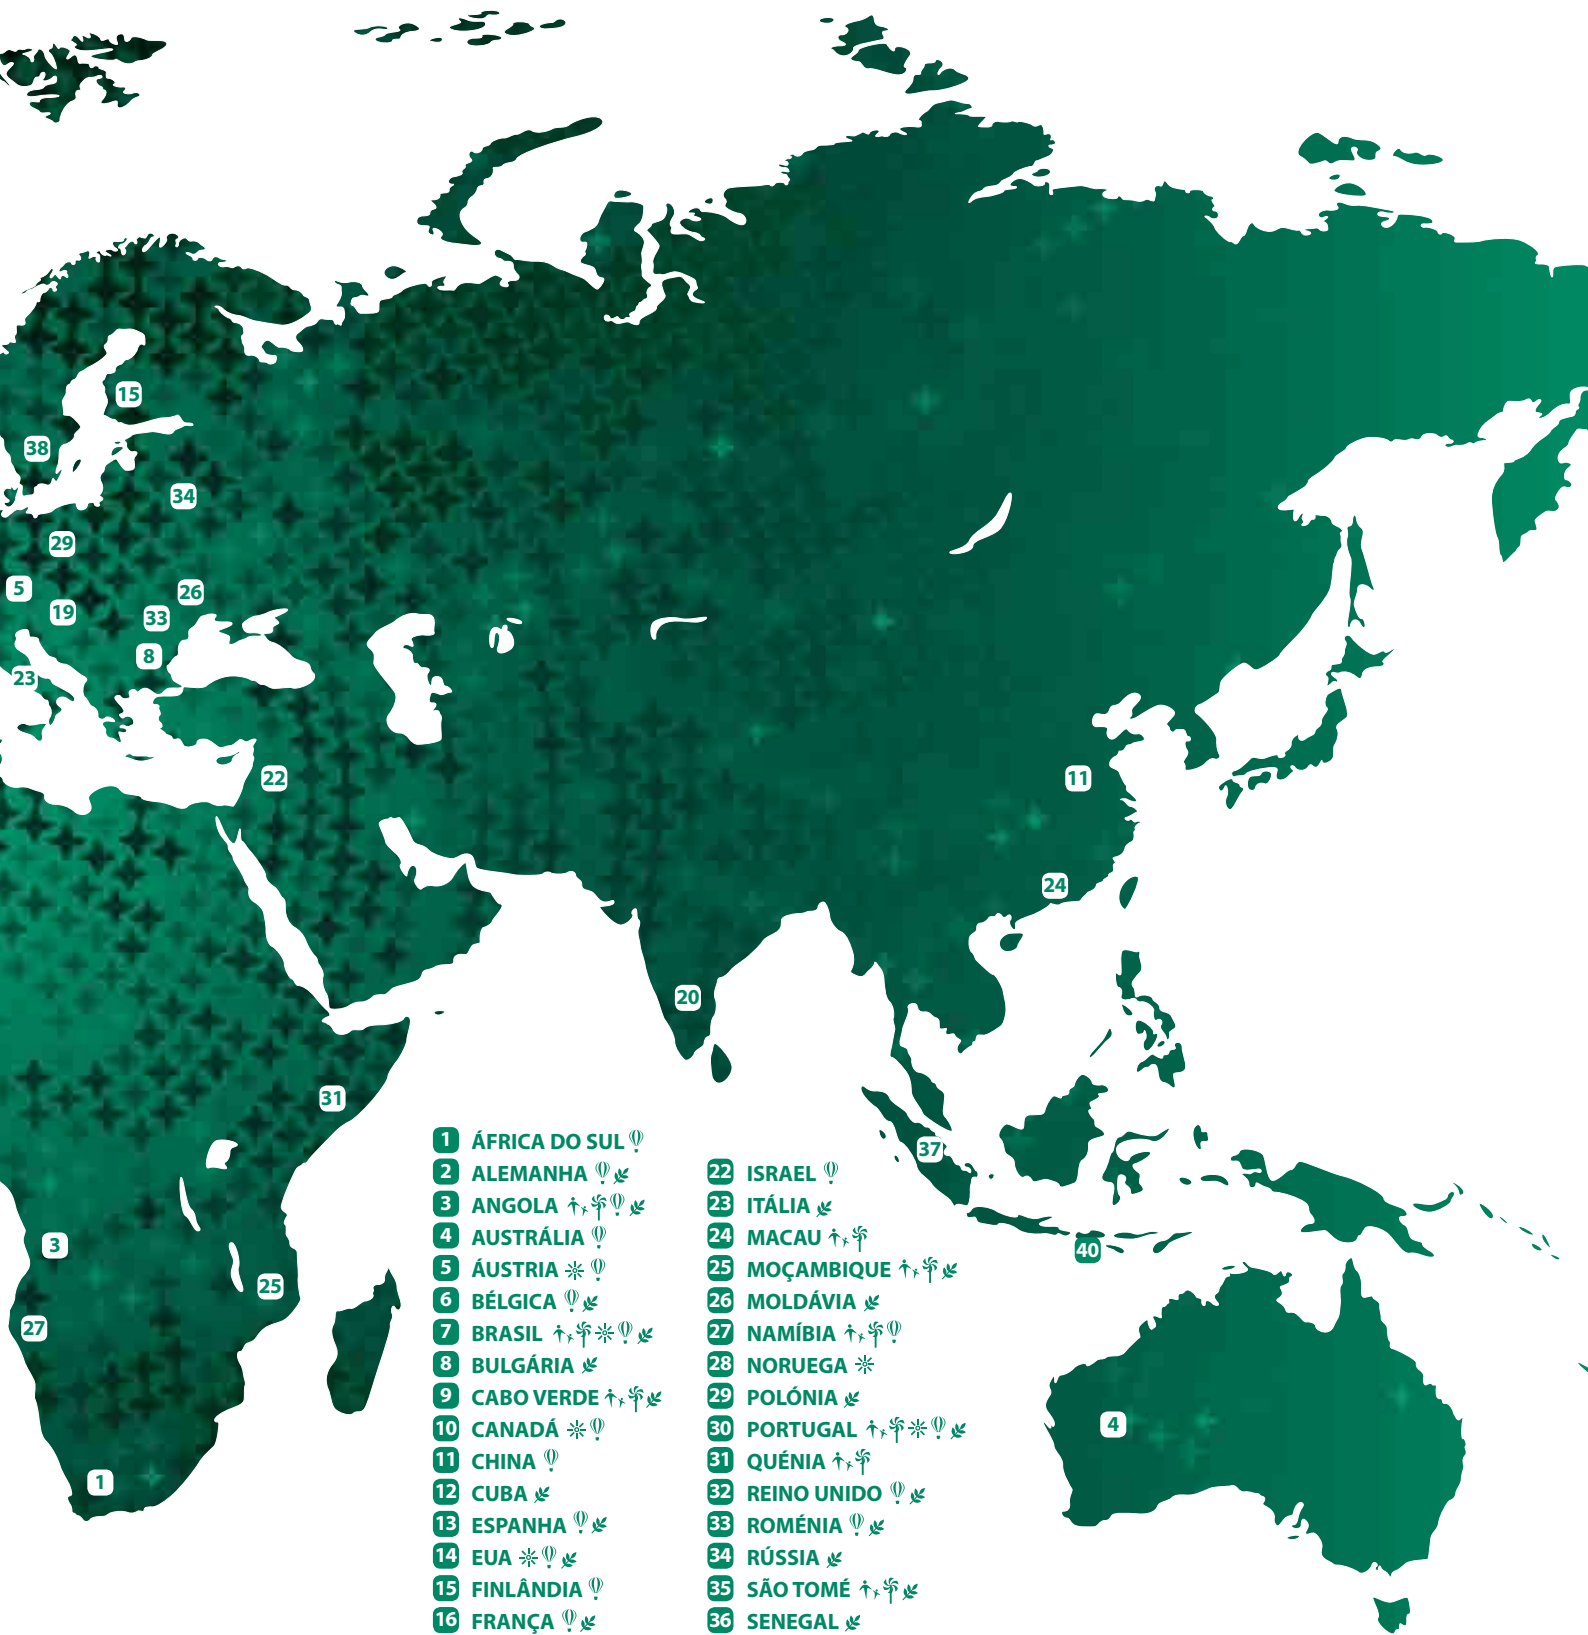 15
38
34
29
5
26
19
33
8
23
22
11
24
20
31
37
3
40
25
27
4
1
1 ÁFRICA DO SUL
2 ALEMANHA
3 ANGOLA
4 AUSTRÁLIA
5 ÁUSTRIA
6 BÉLGICA
7 BRASIL
8 BULGÁRIA
9 CABO VERDE
10 CANADÁ
11 CHINA
12 CUBA
13 ESPANHA
14 EUA
15 FINLÂNDIA
16 FRANÇA
22 ISRAEL
23 ITÁLIA
24 MACAU
25 MOÇAMBIQUE
26 MOLDÁVIA
27 NAMÍBIA
28 NORUEGA
29 POLÓNIA
30 PORTUGAL
31 QUÉNIA
32 REINO UNIDO
33 ROMÉNIA
34 RÚSSIA
35 SÃO TOMÉ
36 SENEGAL